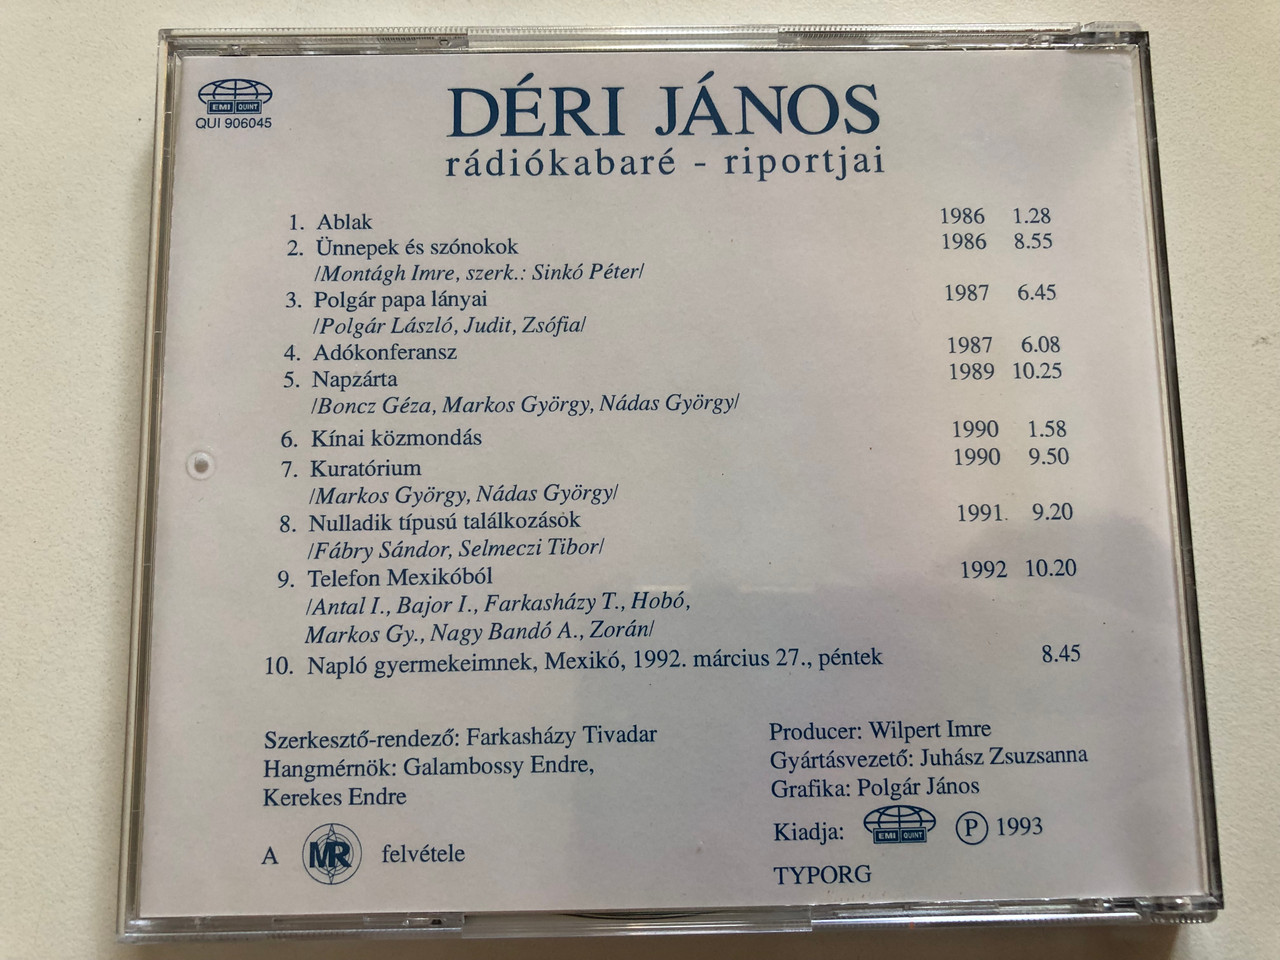 EMI QUINT
QUI 906045
DÉRI JÁNOS
rádiókabaré - riportjai
1. Ablak 1986 1.28
2. Ünnepek és szónokok 1986 8.55
/Montágh Imre, szerk.: Sinkó Péter/
3. Polgár papa lányai 1987 6.45
/Polgár László, Judit, Zsófia/
4. Adókonferansz 1987 6.08
5. Napzárta 1989 10.25
/Boncz Géza, Markos György, Nádas György/
6. Kínai közmondás 1990 1.58
7. Kuratórium 1990 9.50
/Markos György, Nádas György/
8. Nulladik típusú találkozások 1991. 9.20
/Fábry Sándor, Selmeczi Tibor/
9. Telefon Mexikóból 1992 10.20
/Antal I., Bajor I., Farkasházy T., Hobó,
Markos Gy., Nagy Bandó A., Zorán/
10. Napló gyermekeimnek, Mexikó, 1992. március 27., péntek 8.45
Szerkesztő-rendező: Farkasházy Tivadar
Hangmérnök: Galambossy Endre,
Kerekes Endre
A MR felvétele
Producer: Wilpert Imre
Gyártásvezető: Juhász Zsuzsanna
Grafika: Polgár János
Kiadja: EMI QUINT Ⓟ 1993
TYPORG